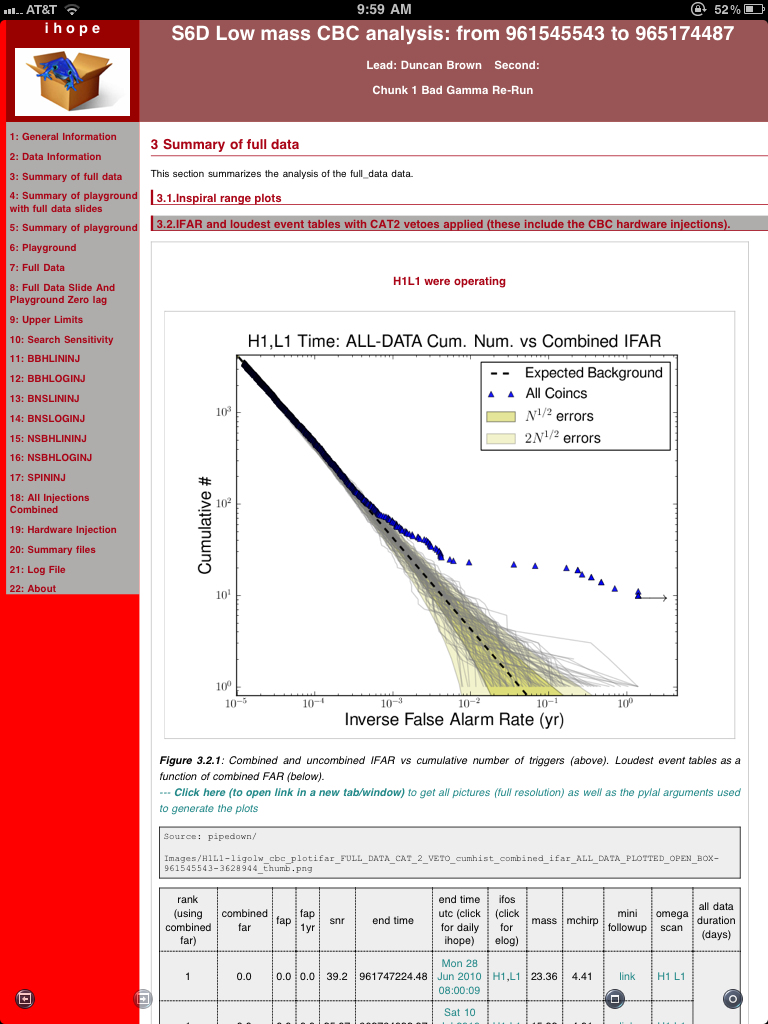 AT&T 9:59 AM 52%
ihope
S6D Low mass CBC analysis: from 961545543 to 965174487
Lead: Duncan Brown Second:
Chunk 1 Bad Gamma Re-Run
1: General Information
2: Data Information
3: Summary of full data
4: Summary of playground
with full data slides
5: Summary of playground
6: Playground
7: Full Data
8: Full Data Slide And
Playground Zero lag
9: Upper Limits
10: Search Sensitivity
11: BBHLININJ
12: BBHLOGINJ
13: BNSLININJ
14: BNSLOGINJ
15: NSBHLININJ
16: NSBHLOGINJ
17: SPININJ
18: All Injections
Combined
19: Hardware Injection
20: Summary files
21: Log File
22: About
3 Summary of full data
This section summarizes the analysis of the full_data data.
3.1.Inspiral range plots
3.2.IFAR and loudest event tables with CAT2 vetoes applied (these include the CBC hardware injections).
H1L1 were operating
H1,L1 Time: ALL-DATA Cum. Num. vs Combined IFAR
Expected Background
All Coincs
N^1/2 errors
2N^1/2 errors
Cumulative #
10^3
10^2
10^1
10^0
10^-5 10^-4 10^-3 10^-2 10^-1 10^0
Inverse False Alarm Rate (yr)
Figure 3.2.1: Combined and uncombined IFAR vs cumulative number of triggers (above). Loudest event tables as a
function of combined FAR (below).
--- Click here (to open link in a new tab/window) to get all pictures (full resolution) as well as the pylal arguments used
to generate the plots
Source: pipedown/
Images/H1L1-ligolw_cbc_plotifar_FULL_DATA_CAT_2_VETO_cumhist_combined_ifar_ALL_DATA_PLOTTED_OPEN_BOX-
961545543-3628944_thumb.png
rank (using combined far) combined far fap fap 1yr snr end time end time utc (click for daily ihope) ifos (click for elog) mass mchirp mini followup omega scan all data duration (days)
1 0.0 0.0 0.0 39.2 961747224.48 Mon 28 Jun 2010 08:00:09 H1,L1 23.36 4.41 link H1 L1
Sat 10